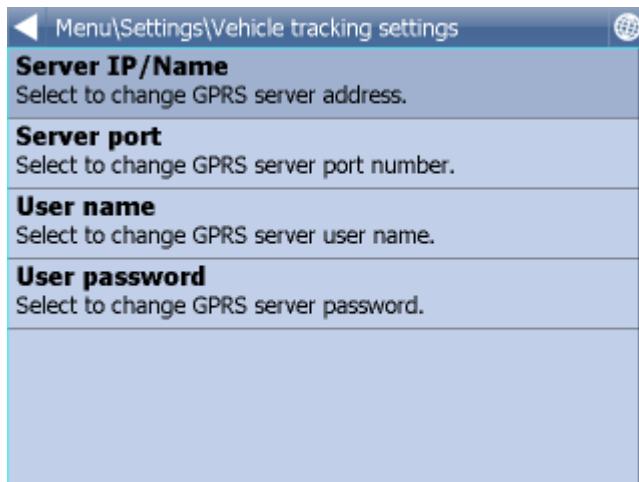 Menu\Settings\Vehicle tracking settings
Server IP/Name
Select to change GPRS server address.
Server port
Select to change GPRS server port number.
User name
Select to change GPRS server user name.
User password
Select to change GPRS server password.